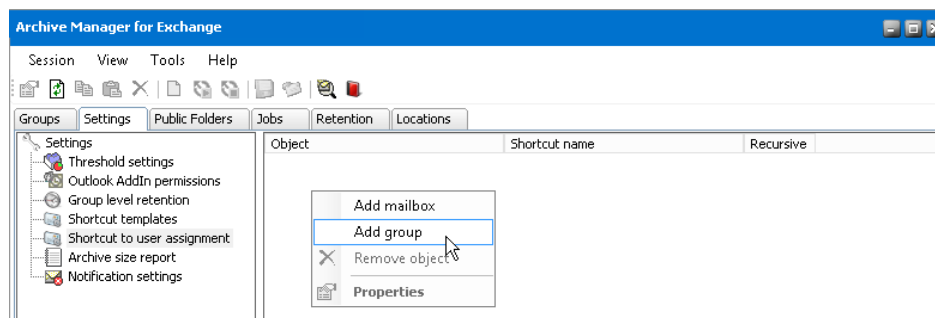 Archive Manager for Exchange
Session View Tools Help
Groups Settings Public Folders Jobs Retention Locations
Settings
Threshold settings
Outlook AddIn permissions
Group level retention
Shortcut templates
Shortcut to user assignment
Archive size report
Notification settings
Object Shortcut name Recursive
Add mailbox
Add group
Remove object
Properties